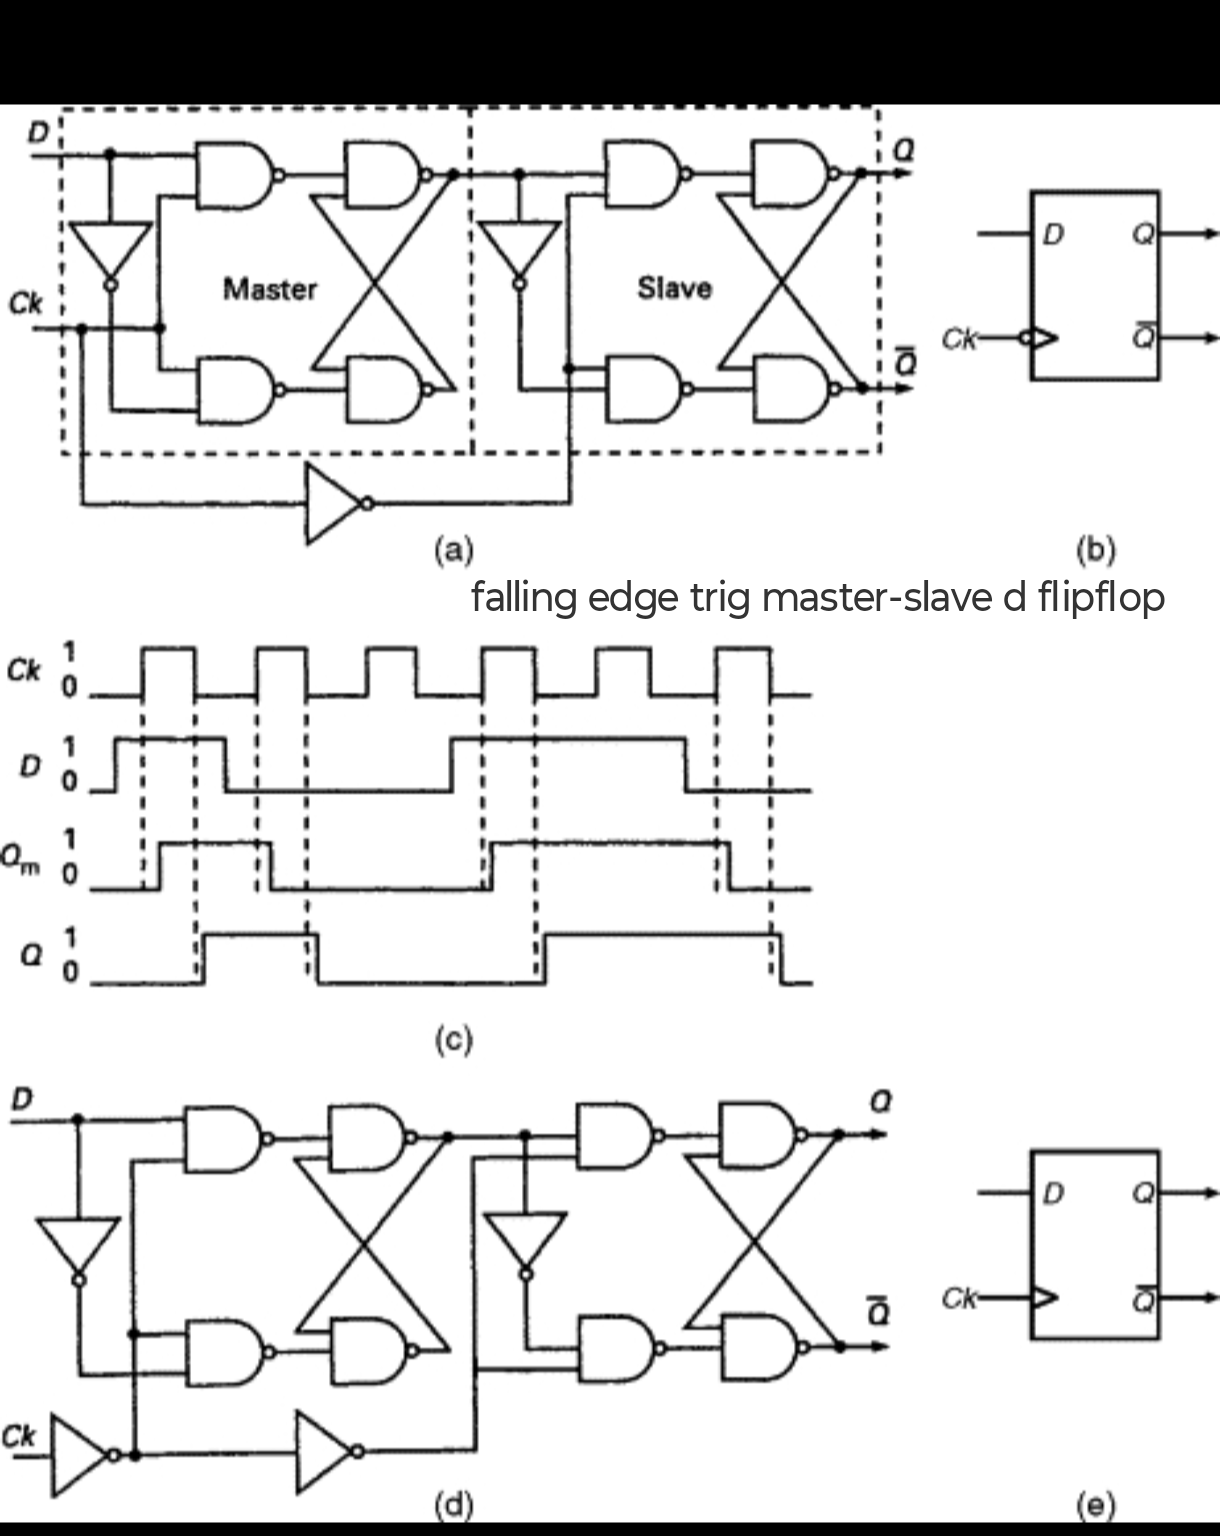 D
Q
D Q
Master
Slave
Ck
Ck Q̅
Q̅
(a)
(b)
falling edge trig master-slave d flipflop
Ck 1
0
D 1
0
Qm 1
0
Q 1
0
(c)
D
Q
D Q
Ck Q̅
Q̅
Ck
(d)
(e)